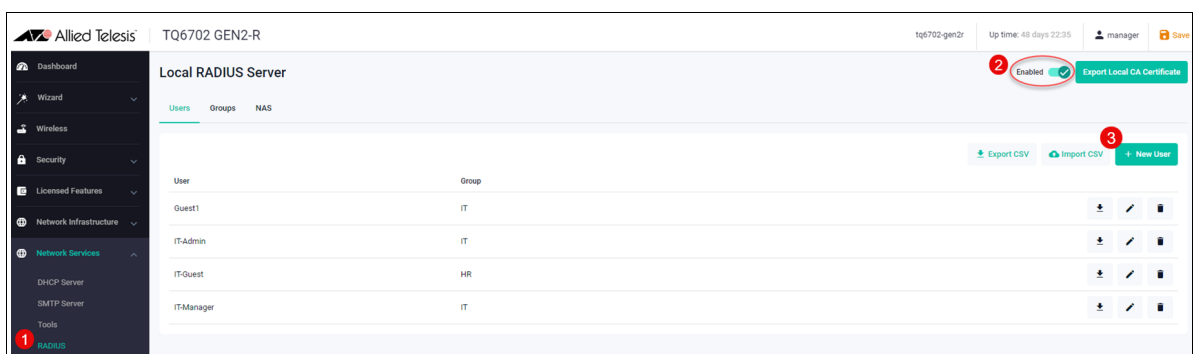 Allied Telesis TQ6702 GEN2-R tq6702-gen2r Up time: 48 days 22:35 manager Save
Dashboard
Local RADIUS Server 2 Enabled Export Local CA Certificate
Wizard
Users Groups NAS
Wireless
3
Security Export CSV Import CSV + New User
User Group
Licensed Features
Guest1 IT
Network Infrastructure
IT-Admin IT
Network Services
IT-Guest HR
DHCP Server
SMTP Server
IT-Manager IT
Tools
1 RADIUS